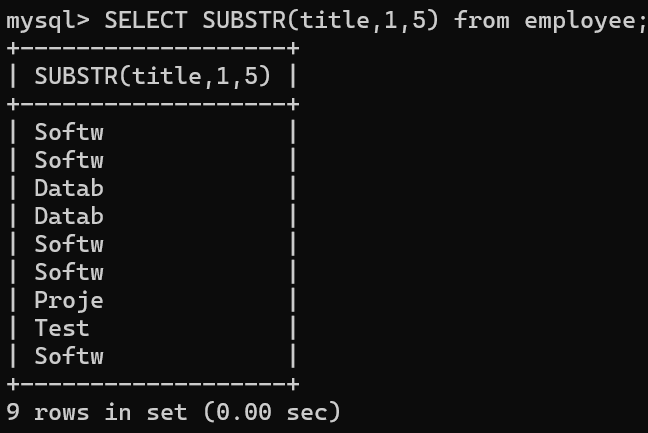 mysql> SELECT SUBSTR(title,1,5) from employee;
+-------------------+
| SUBSTR(title,1,5) |
+-------------------+
| Softw             |
| Softw             |
| Datab             |
| Datab             |
| Softw             |
| Softw             |
| Proje             |
| Test              |
| Softw             |
+-------------------+
9 rows in set (0.00 sec)